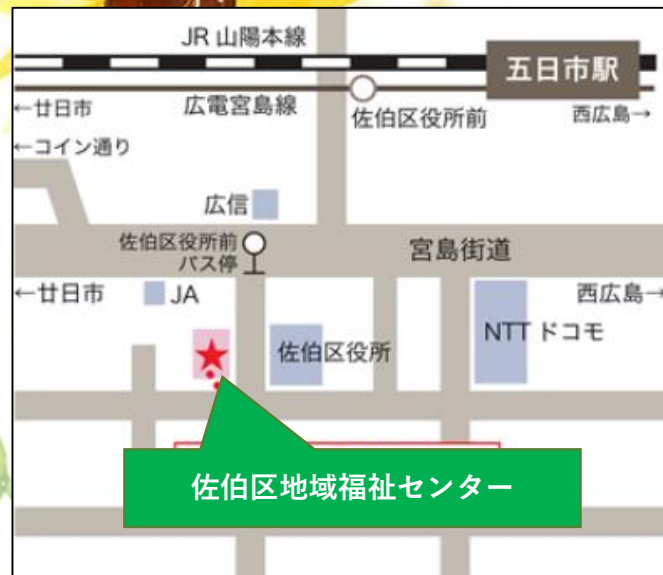 JR 山陽本線
五日市駅
←廿日市
広電宮島線
佐伯区役所前
西広島→
←コイン通り
広信
佐伯区役所前
バス停
宮島街道
←廿日市
JA
西広島→
佐伯区役所
NTT ドコモ
佐伯区地域福祉センター